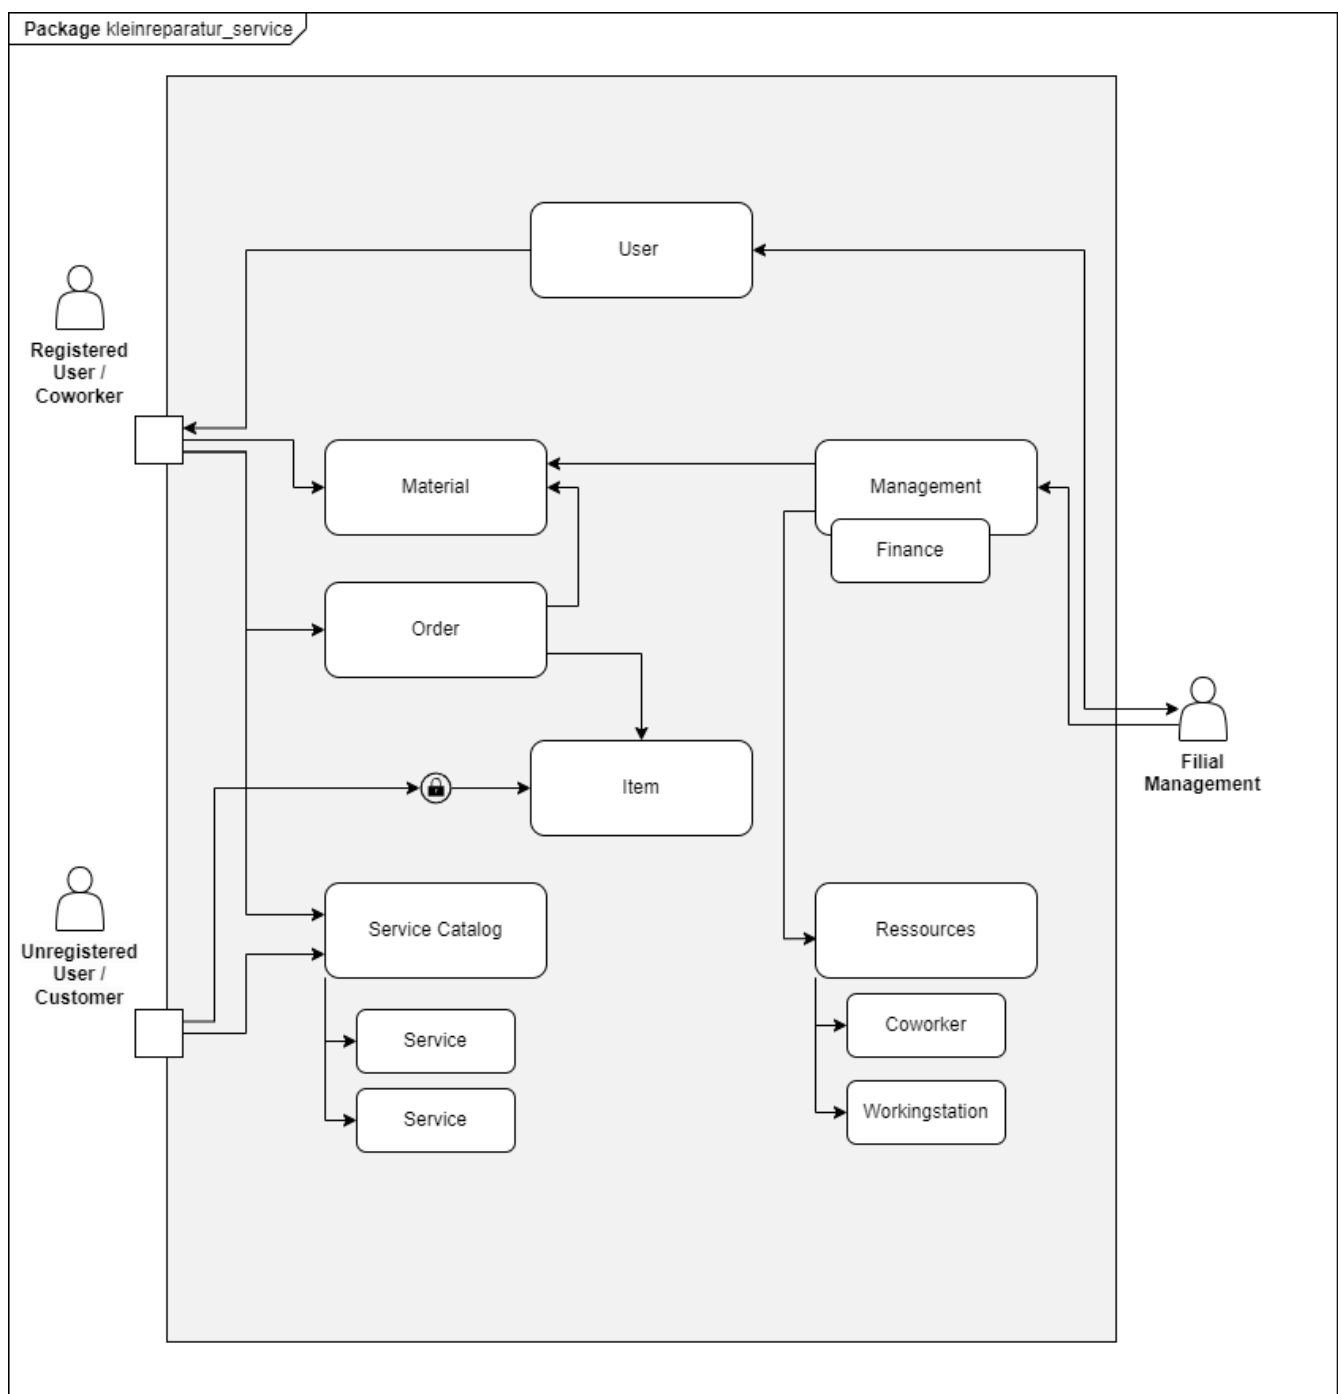 Package kleinreparatur_service
User
Registered
User /
Coworker
Material
Management
Finance
Order
Filial
Management
Item
Unregistered
User /
Customer
Service Catalog
Ressources
Service
Coworker
Service
Workingstation